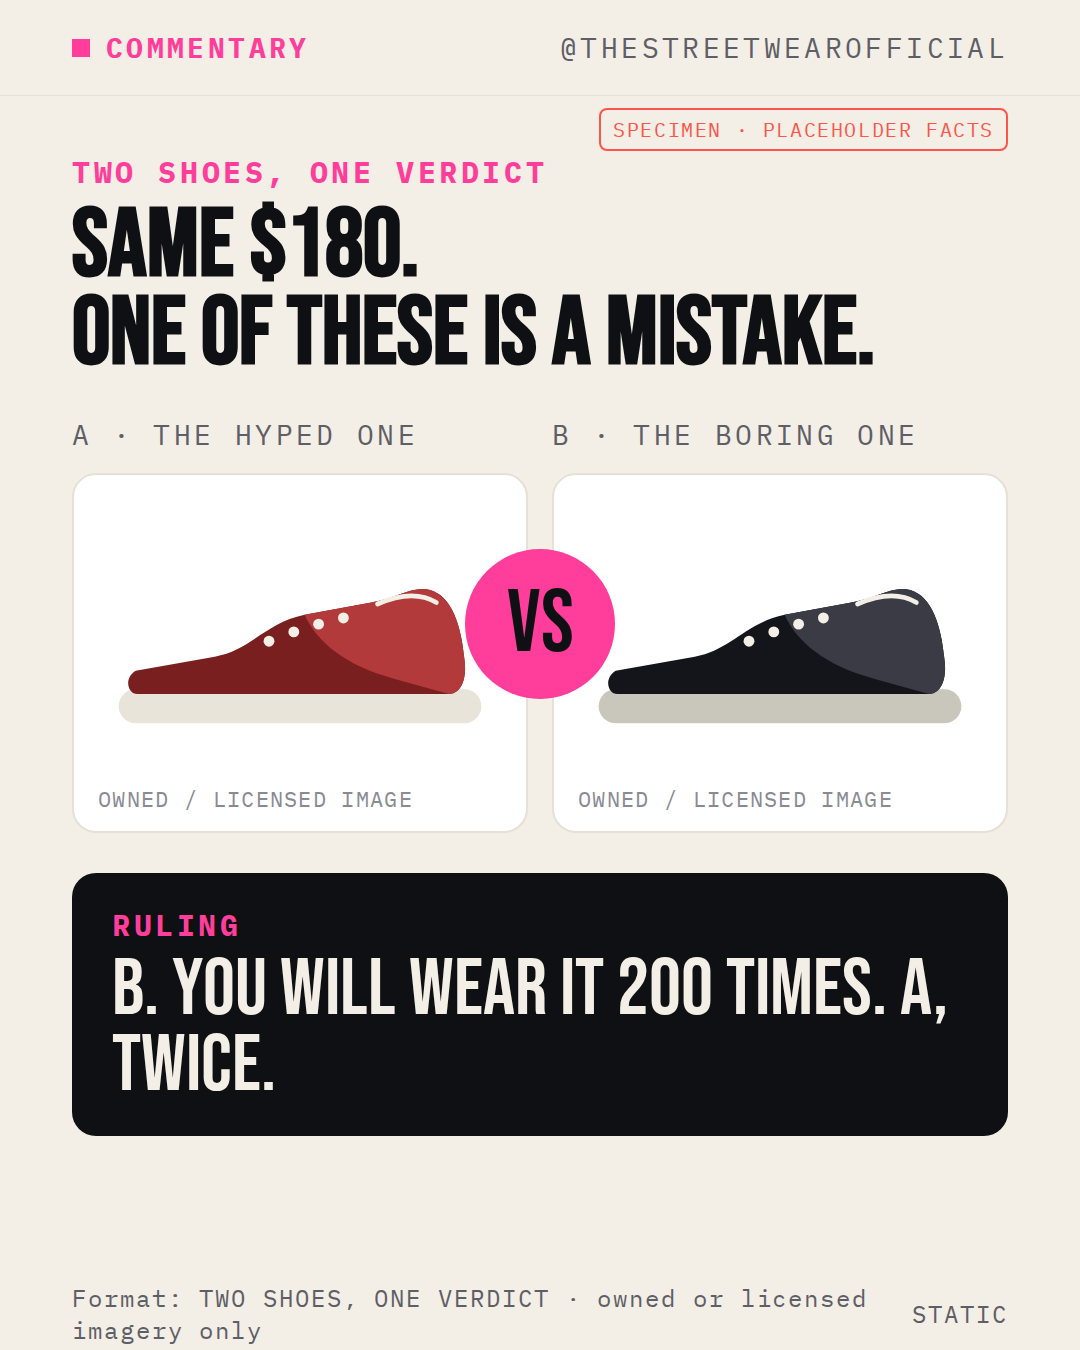 COMMENTARY
@THESTREETWEAROFFICIAL
SPECIMEN · PLACEHOLDER FACTS
TWO SHOES, ONE VERDICT
SAME $180.
ONE OF THESE IS A MISTAKE.
A · THE HYPED ONE
B · THE BORING ONE
VS
OWNED / LICENSED IMAGE
OWNED / LICENSED IMAGE
RULING
B. YOU WILL WEAR IT 200 TIMES. A,
TWICE.
Format: TWO SHOES, ONE VERDICT · owned or licensed
imagery only
STATIC